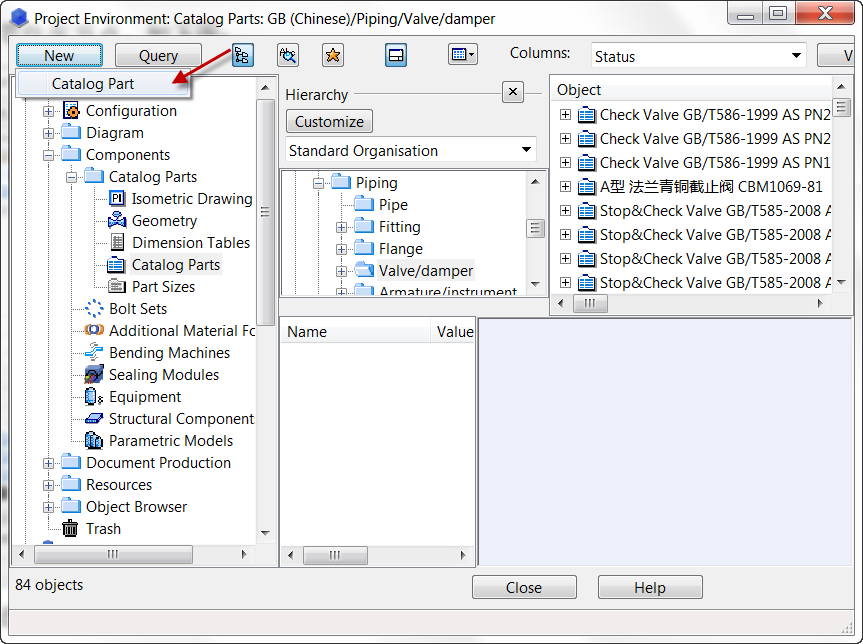 Project Environment: Catalog Parts: GB (Chinese)/Piping/Valve/damper
New Query Columns: Status V
Catalog Part
Configuration
Diagram
Components
Catalog Parts
Isometric Drawing
Geometry
Dimension Tables
Catalog Parts
Part Sizes
Bolt Sets
Additional Material Fo
Bending Machines
Sealing Modules
Equipment
Structural Component
Parametric Models
Document Production
Resources
Object Browser
Trash
Hierarchy
Customize
Standard Organisation
Piping
Pipe
Fitting
Flange
Valve/damper
Armature/instrument
Object
Check Valve GB/T586-1999 AS PN2
Check Valve GB/T586-1999 AS PN2
Check Valve GB/T586-1999 AS PN1
A型 法兰青铜截止阀 CBM1069-81
Stop&Check Valve GB/T585-2008 A
Stop&Check Valve GB/T585-2008 A
Stop&Check Valve GB/T585-2008 A
Stop&Check Valve GB/T585-2008 A
Name Value
84 objects
Close Help